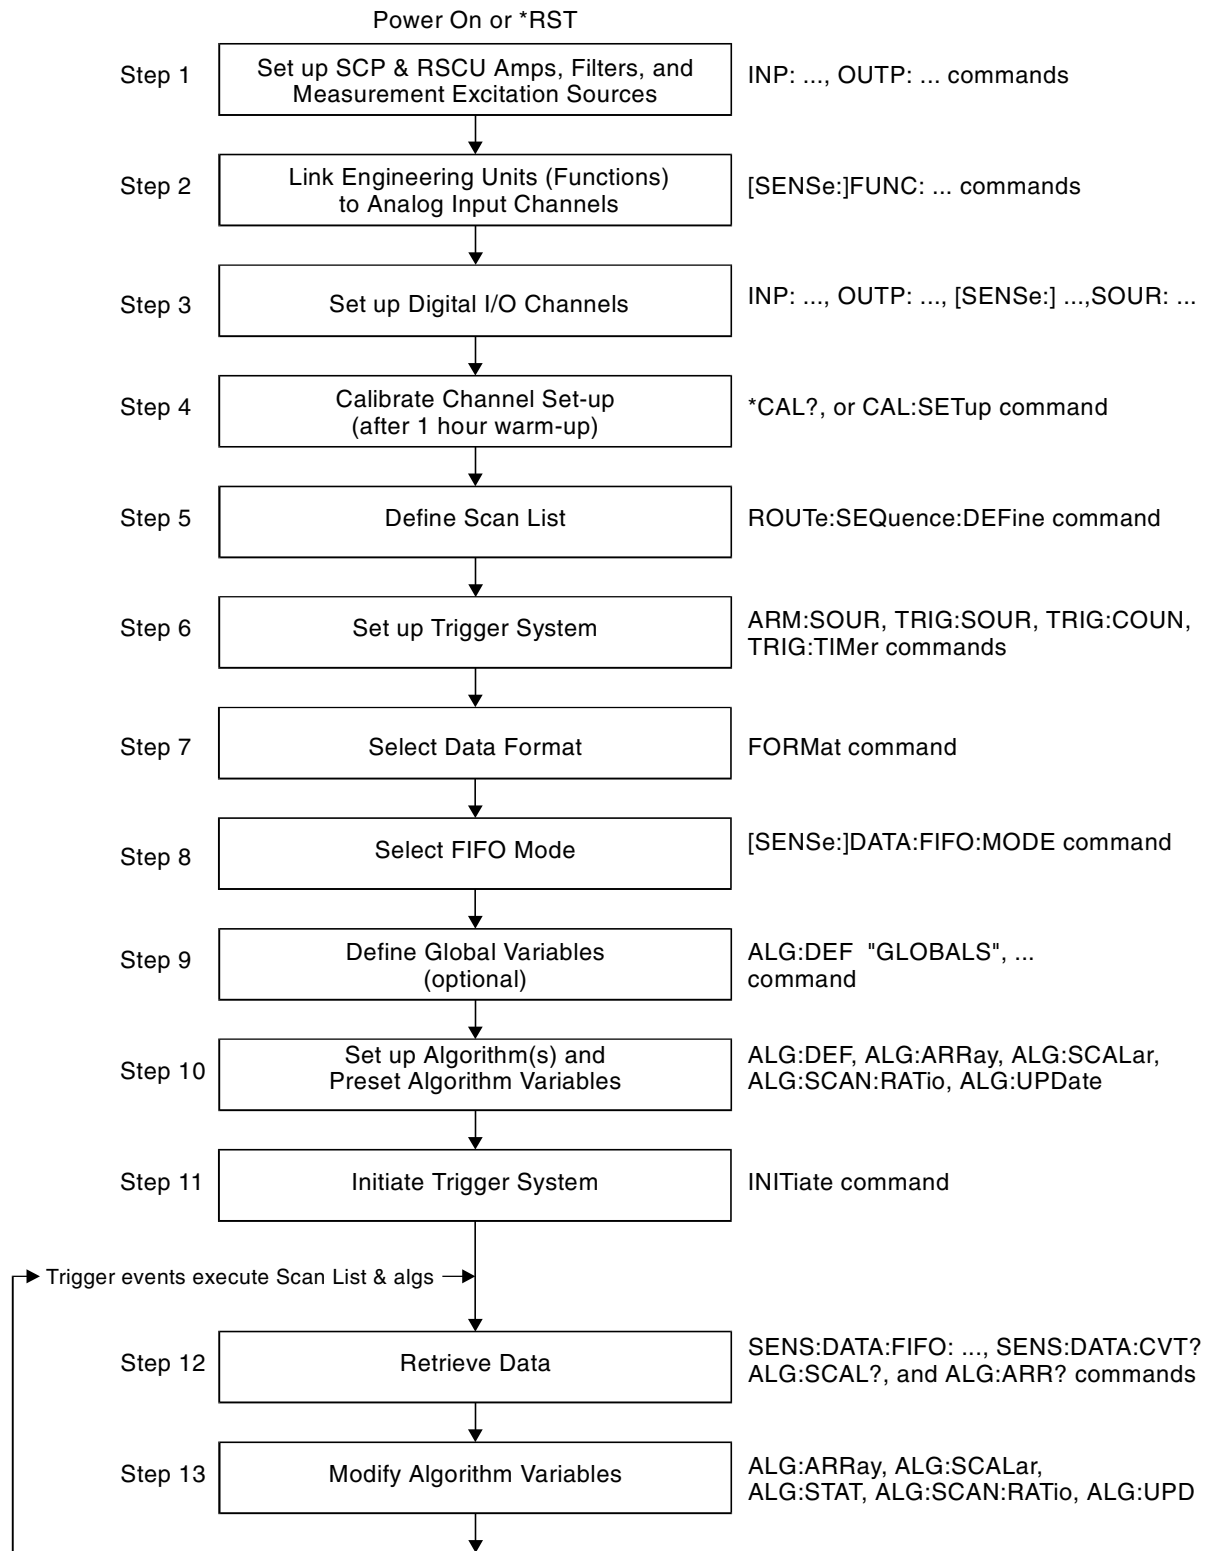 Power On or *RST
Step 1
Set up SCP & RSCU Amps, Filters, and
Measurement Excitation Sources
INP: ..., OUTP: ... commands
Step 2
Link Engineering Units (Functions)
to Analog Input Channels
[SENSe:]FUNC: ... commands
Step 3
Set up Digital I/O Channels
INP: ..., OUTP: ..., [SENSe:] ...,SOUR: ...
Step 4
Calibrate Channel Set-up
(after 1 hour warm-up)
*CAL?, or CAL:SETup command
Step 5
Define Scan List
ROUTe:SEQuence:DEFine command
Step 6
Set up Trigger System
ARM:SOUR, TRIG:SOUR, TRIG:COUN,
TRIG:TIMer commands
Step 7
Select Data Format
FORMat command
Step 8
Select FIFO Mode
[SENSe:]DATA:FIFO:MODE command
Step 9
Define Global Variables
(optional)
ALG:DEF "GLOBALS", ...
command
Step 10
Set up Algorithm(s) and
Preset Algorithm Variables
ALG:DEF, ALG:ARRay, ALG:SCALar,
ALG:SCAN:RATio, ALG:UPDate
Step 11
Initiate Trigger System
INITiate command
Trigger events execute Scan List & algs
Step 12
Retrieve Data
SENS:DATA:FIFO: ..., SENS:DATA:CVT?
ALG:SCAL?, and ALG:ARR? commands
Step 13
Modify Algorithm Variables
ALG:ARRay, ALG:SCALar,
ALG:STAT, ALG:SCAN:RATio, ALG:UPD